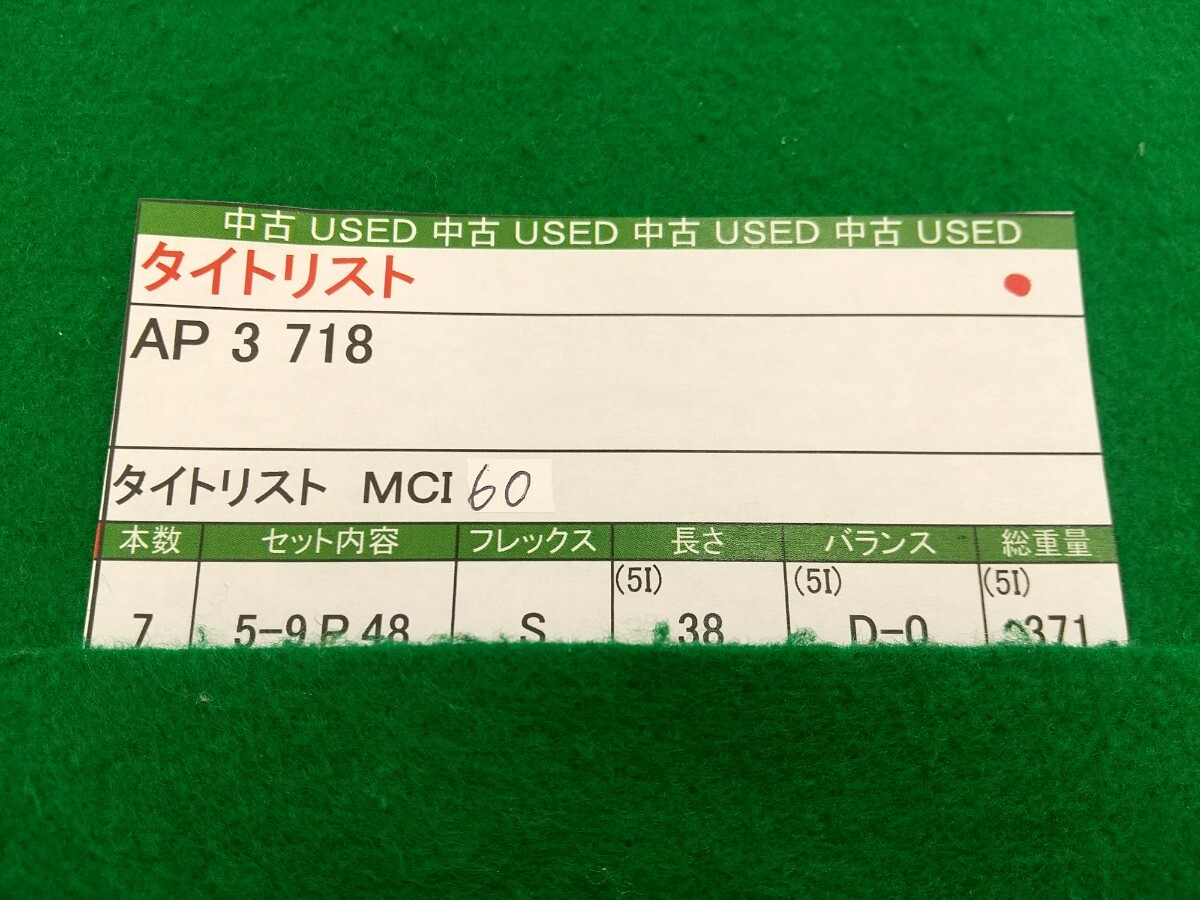 中古 USED 中古 USED 中古 USED 中古 USED
タイトリスト
AP 3 718
タイトリスト MCI 60
本数 セット内容 フレックス 長さ バランス 総重量
(5I) (5I) (5I)
7 5-9 P 48 S 38 D-0 371